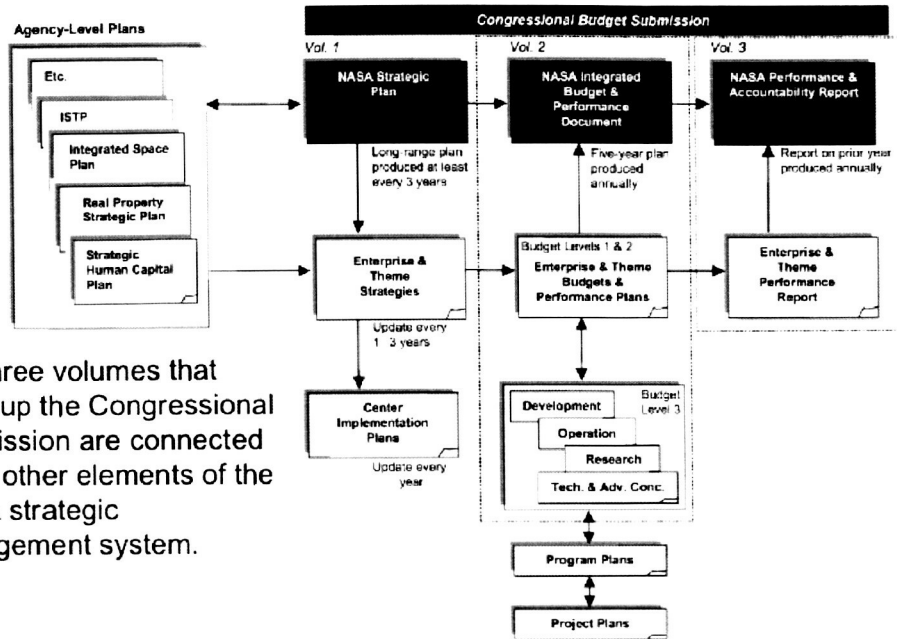 Congressional Budget Submission
Agency-Level Plans
Etc.
ISTP
Integrated Space
Plan
Real Property
Strategic Plan
Strategic
Human Capital
Plan
Vol. 1
NASA Strategic
Plan
Long-range plan
produced at least
every 3 years
Enterprise &
Theme
Strategies
Update every
1 3 years
Center
Implementation
Plans
Update every
year
Vol. 2
NASA Integrated
Budget &
Performance
Document
Five-year plan
produced
annually
Budget Levels 1 & 2
Enterprise & Theme
Budgets &
Performance Plans
Budget
Level 3
Development
Operation
Research
Tech. & Adv. Conc.
Program Plans
Project Plans
Vol. 3
NASA Performance &
Accountability Report
Report on prior year
produced annually
Enterprise &
Theme
Performance
Report
ree volumes that
up the Congressional
ission are connected
other elements of the
strategic
gement system.